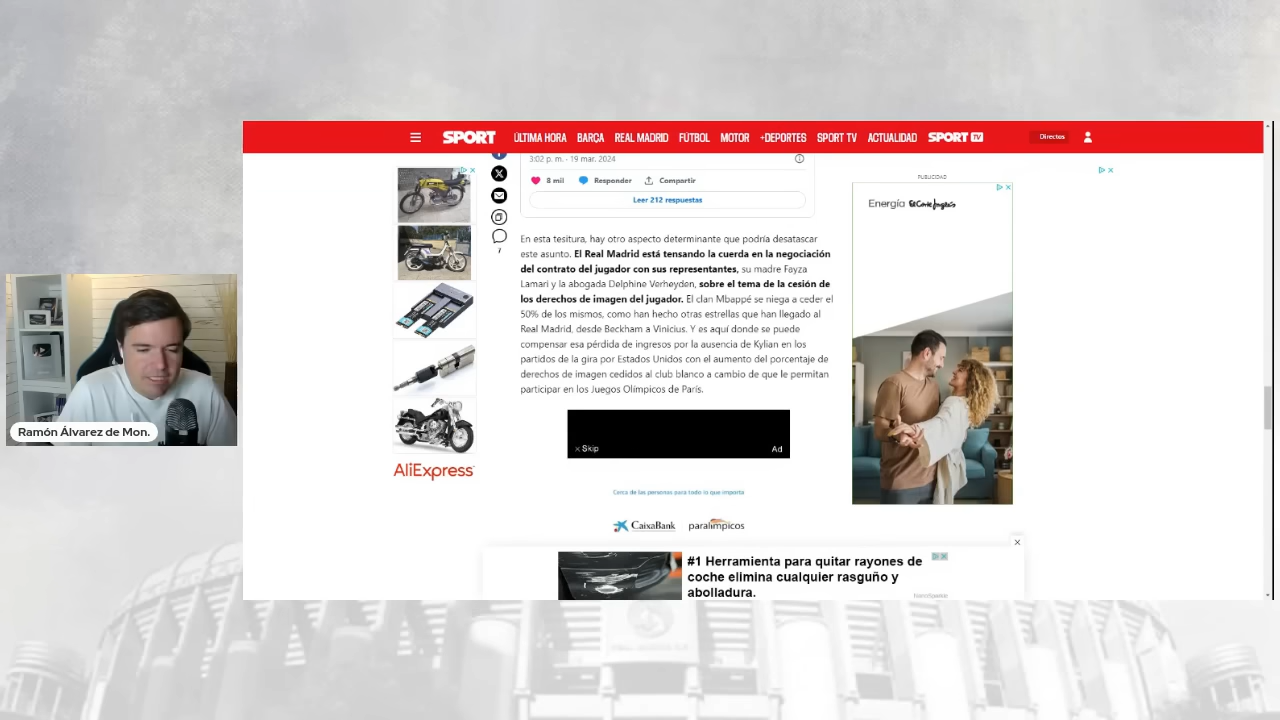 SPORT
ÚLTIMA HORA BARÇA REAL MADRID FÚTBOL MOTOR +DEPORTES SPORT TV ACTUALIDAD SPORT TV
Directos
3:02 p. m. · 19 mar. 2024
8 mil Responder Compartir
Leer 212 respuestas
7
En esta tesitura, hay otro aspecto determinante que podría desatascar
este asunto. El Real Madrid está tensando la cuerda en la negociación
del contrato del jugador con sus representantes, su madre Fayza
Lamari y la abogada Delphine Verheyden, sobre el tema de la cesión de
los derechos de imagen del jugador. El clan Mbappé se niega a ceder el
50% de los mismos, como han hecho otras estrellas que han llegado al
Real Madrid, desde Beckham a Vinicius. Y es aquí donde se puede
compensar esa pérdida de ingresos por la ausencia de Kylian en los
partidos de la gira por Estados Unidos con el aumento del porcentaje de
derechos de imagen cedidos al club blanco a cambio de que le permitan
participar en los Juegos Olímpicos de París.
Skip
Ad
Cerca de las personas para todo lo que importa
CaixaBank paralímpicos
#1 Herramienta para quitar rayones de
coche elimina cualquier rasguño y
abolladura.
AliExpress
PUBLICIDAD
Energía El Corte Inglés
Ramón Álvarez de Mon.